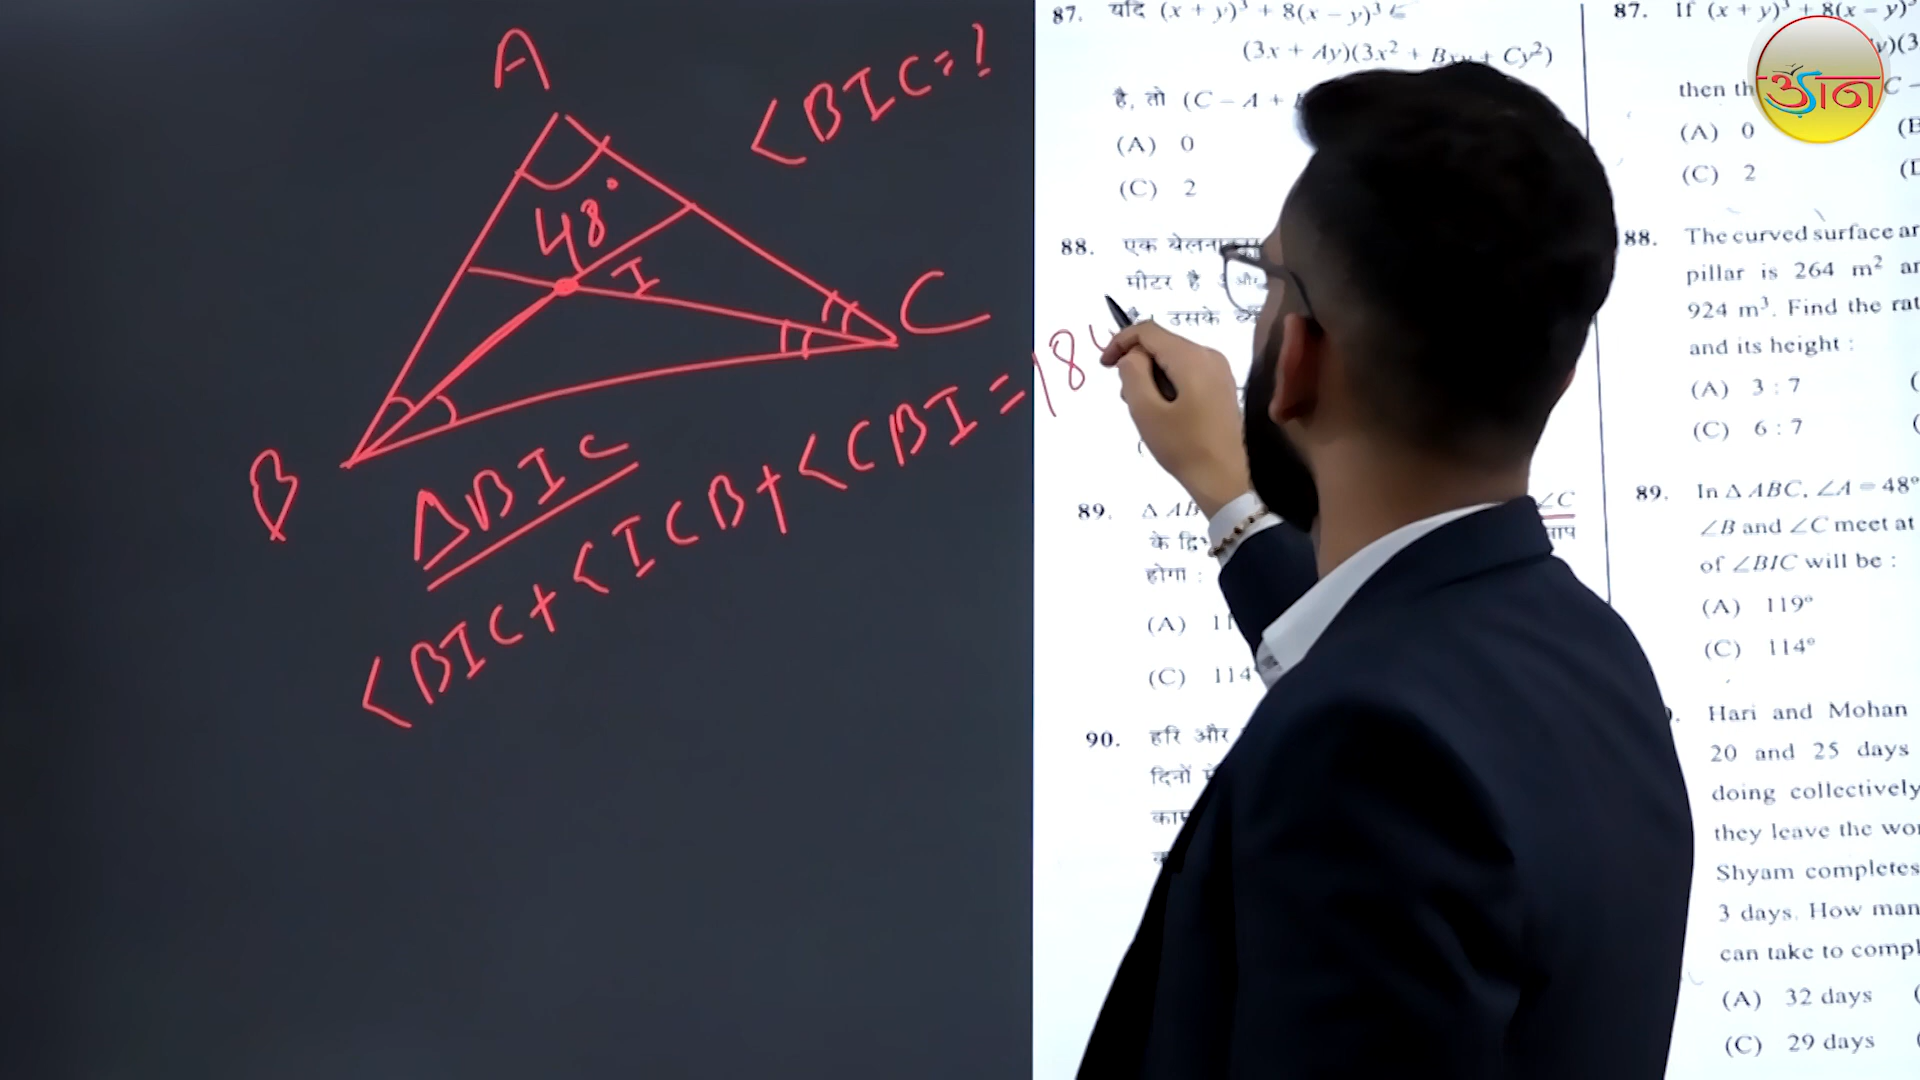 A
<BIC=?
48°
I
C
B
ΔBIC
<BIC+<ICB+<CBI=18
87. यदि (x + y)³ + 8(x − y)³ =
(3x + Ay)(3x² + Bxy + Cy²)
है, तो (C − A +
(A) 0
(C) 2
88. एक बेलनाकार
मीटर है और
है। उसके
89. Δ AB ∠C
के द्वि माप
होगा :
(A) 11
(C) 114
90. हरि और
दिनों में
काम
87. If (x + y)³ + 8(x − y)³
y)(3
then th C −
(A) 0 (B
(C) 2 (D
88. The curved surface ar
pillar is 264 m² an
924 m³. Find the rat
and its height :
(A) 3 : 7 (
(C) 6 : 7 (
89. In Δ ABC, ∠A = 48°
∠B and ∠C meet at
of ∠BIC will be :
(A) 119°
(C) 114°
Hari and Mohan
20 and 25 days
doing collectively
they leave the wor
Shyam completes
3 days. How man
can take to compl
(A) 32 days (
(C) 29 days (
उड़ान